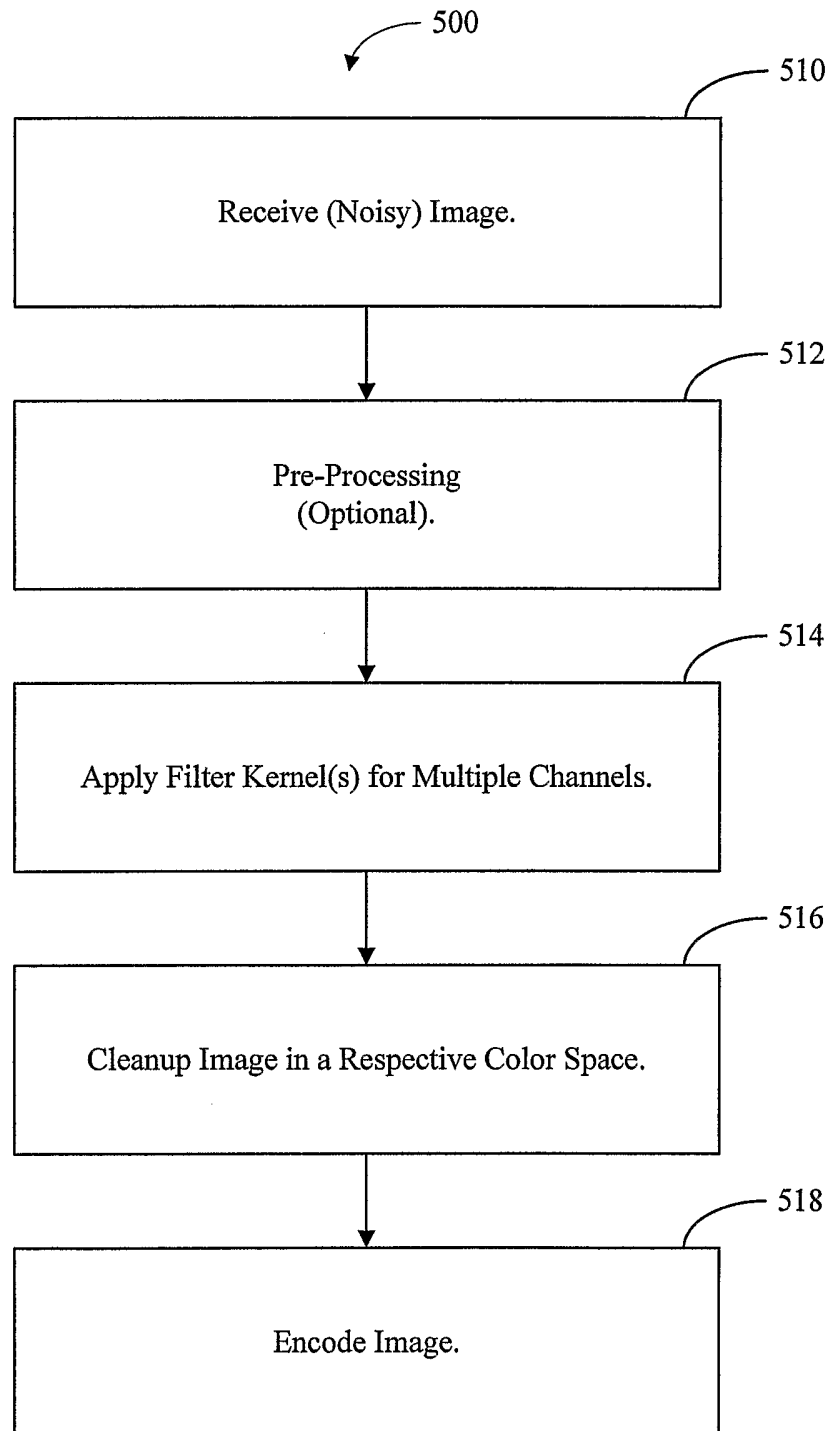 500
510
Receive (Noisy) Image.
512
Pre-Processing
(Optional).
514
Apply Filter Kernel(s) for Multiple Channels.
516
Cleanup Image in a Respective Color Space.
518
Encode Image.